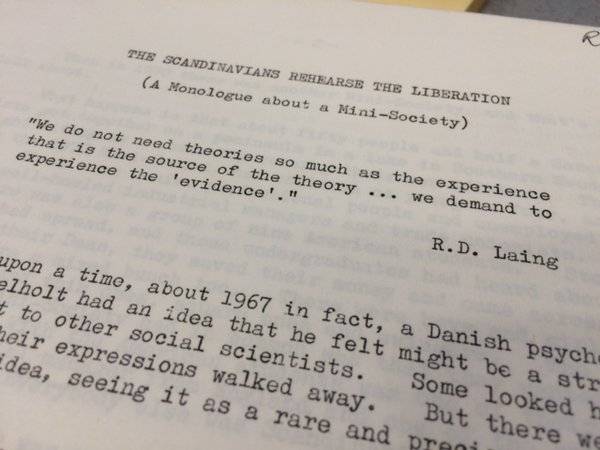 R
THE SCANDINAVIANS REHEARSE THE LIBERATION
(A Monologue about a Mini-Society)
"We do not need theories so much as the experience
that is the source of the theory ... we demand to
experience the 'evidence'."
R.D. Laing
upon a time, about 1967 in fact, a Danish psych
elholt had an idea that he felt might be a str
t to other social scientists. Some looked h
heir expressions walked away. But there we
idea, seeing it as a rare and preci